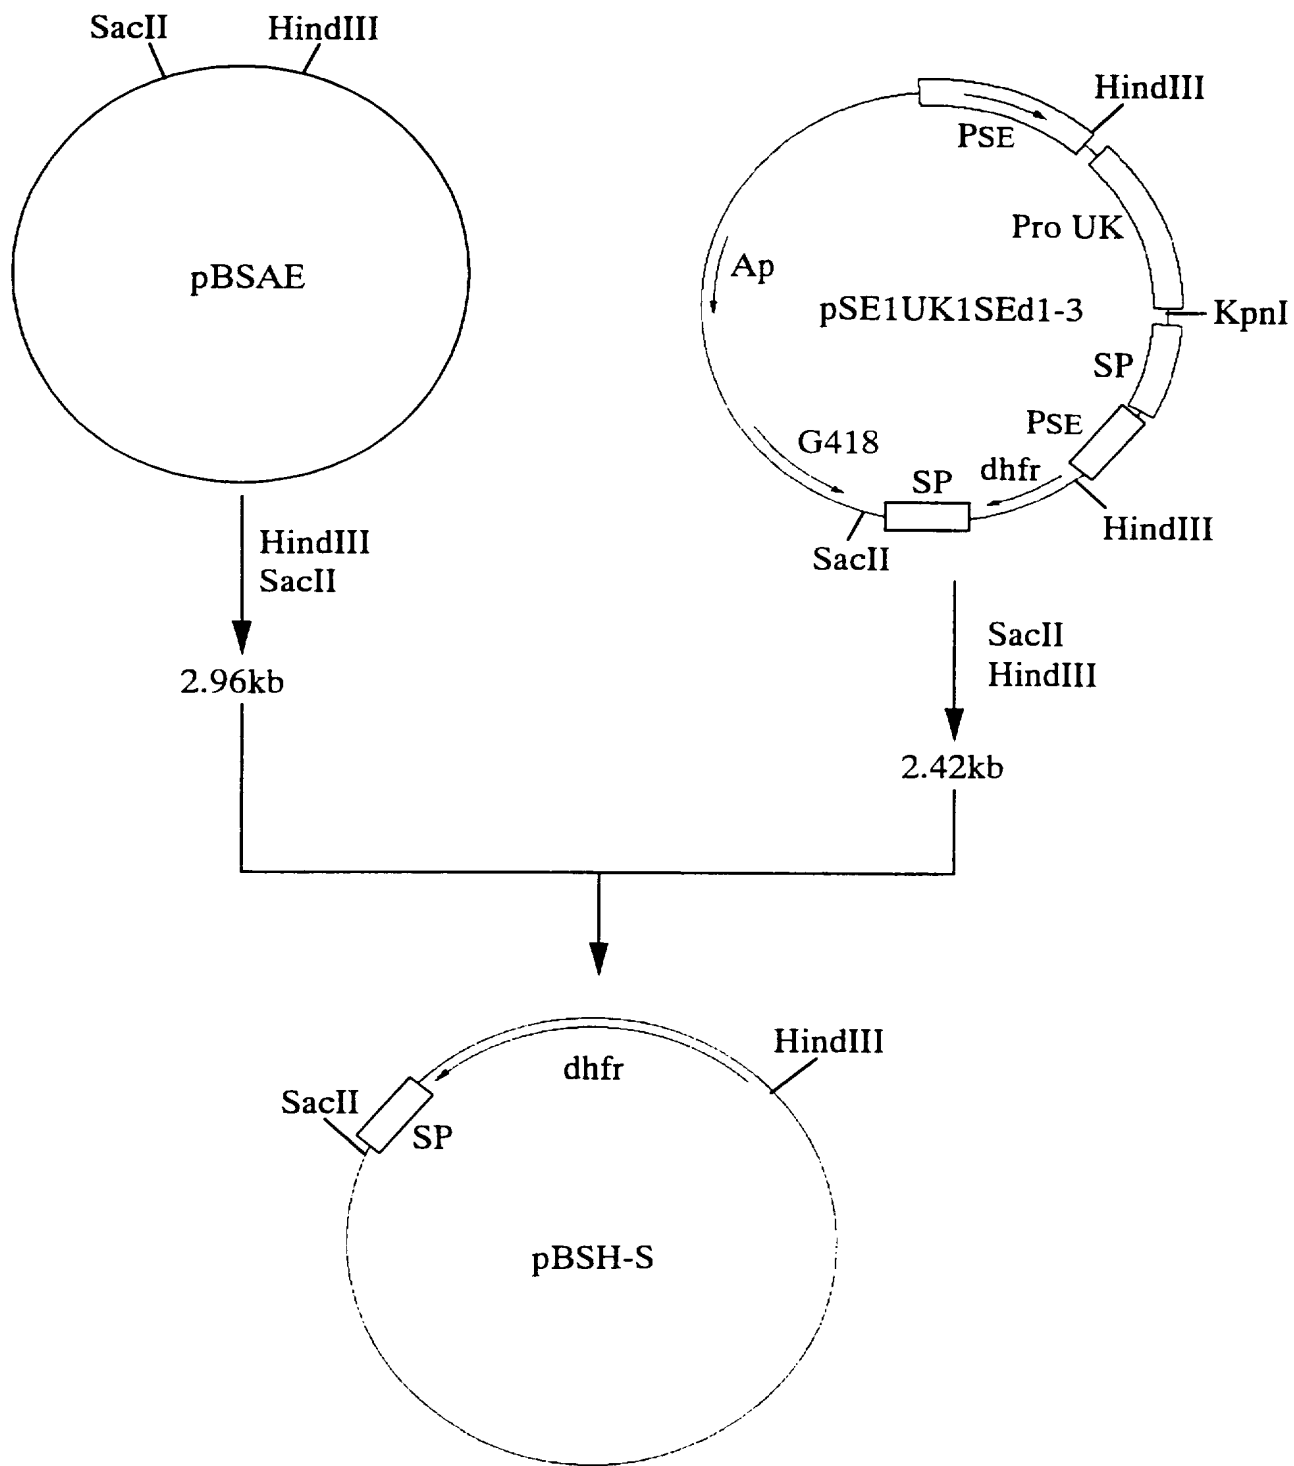 SacII
HindIII
pBSAE
HindIII
SacII
2.96kb
PSE
HindIII
Pro UK
Ap
pSE1UK1SEd1-3
KpnI
SP
PSE
G418
dhfr
SP
HindIII
SacII
SacII
HindIII
2.42kb
HindIII
dhfr
SacII
SP
pBSH-S